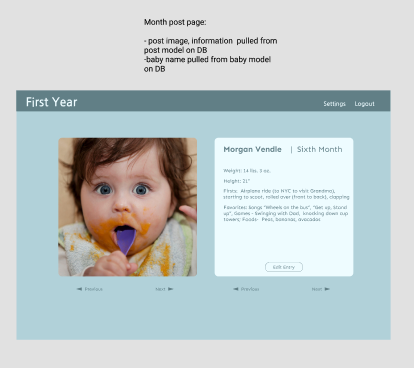 Month post page:
- post image, information pulled from
post model on DB
-baby name pulled from baby model
on DB
First Year
Settings Logout
Morgan Vendle | Sixth Month
Weight: 14 lbs. 3 oz.
Height: 21"
Firsts: Airplane ride (to NYC to visit Grandma),
starting to scoot, rolled over (front to back), clapping
Favorites: Songs "Wheels on the bus", "Get up, Stand
up", Games - Swinging with Dad, knocking down cup
towers; Foods- Peas, bananas, avocados
Edit Entry
Previous Next Previous Next